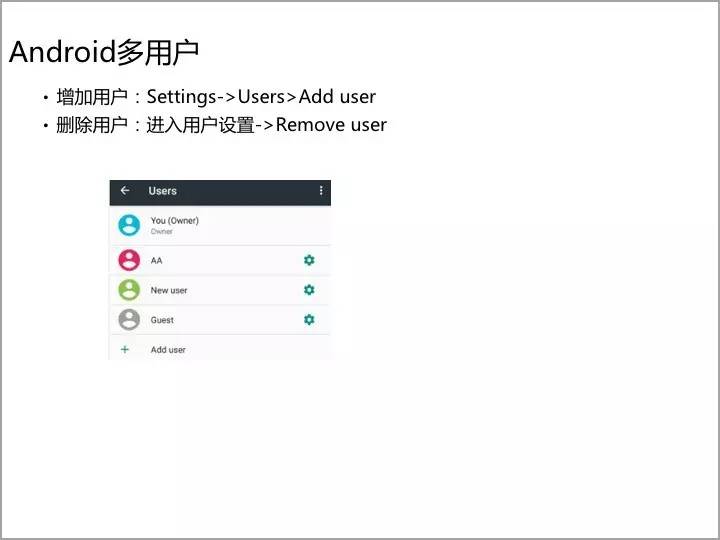 Android多用户
• 增加用户：Settings->Users>Add user
• 删除用户：进入用户设置->Remove user
Users
You (Owner)
Owner
AA
New user
Guest
Add user